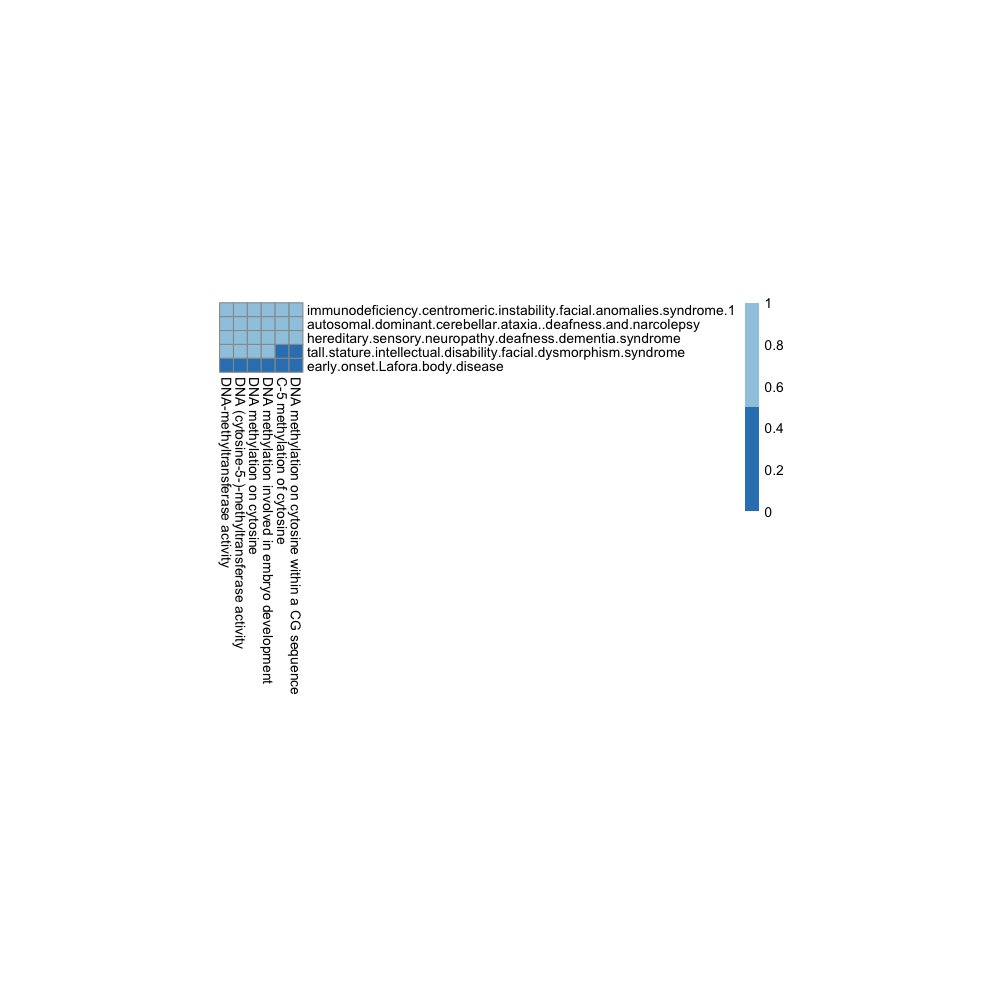 immunodeficiency.centromeric.instability.facial.anomalies.syndrome.1
autosomal.dominant.cerebellar.ataxia..deafness.and.narcolepsy
hereditary.sensory.neuropathy.deafness.dementia.syndrome
tall.stature.intellectual.disability.facial.dysmorphism.syndrome
early.onset.Lafora.body.disease
DNA-methyltransferase activity
DNA (cytosine-5-)-methyltransferase activity
DNA methylation on cytosine
DNA methylation involved in embryo development
C-5 methylation of cytosine
DNA methylation on cytosine within a CG sequence
1
0.8
0.6
0.4
0.2
0